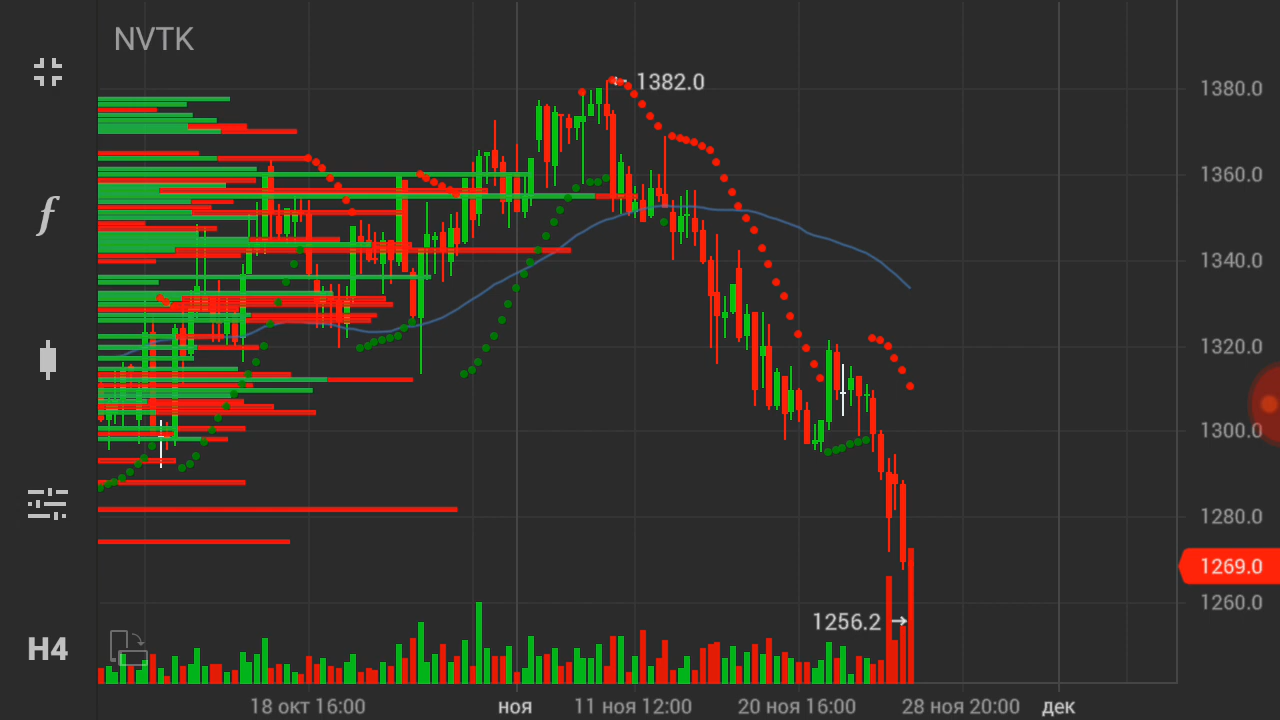 NVTK
1382.0
1380.0
1360.0
1340.0
1320.0
1300.0
1280.0
1269.0
1260.0
1256.2
f
H4
18 окт 16:00
ноя
11 ноя 12:00
20 ноя 16:00
28 ноя 20:00
дек